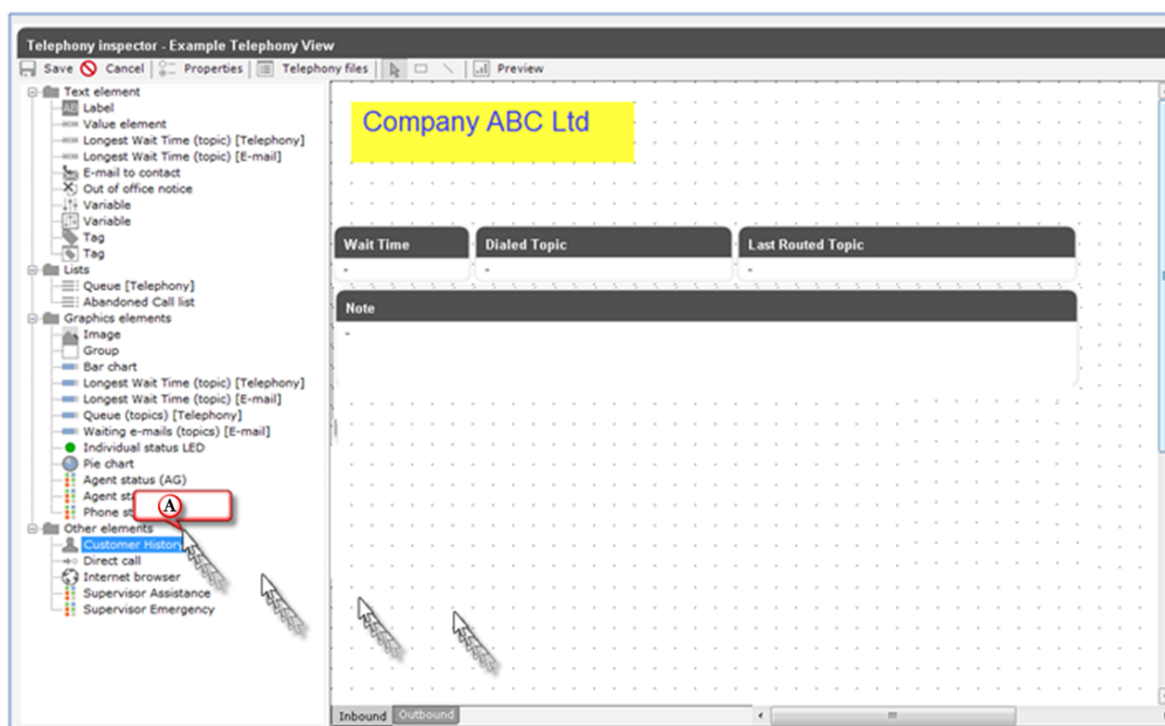 Telephony inspector - Example Telephony View
Save Cancel Properties Telephony files Preview
Text element
Label
Value element
Longest Wait Time (topic) [Telephony]
Longest Wait Time (topic) [E-mail]
E-mail to contact
Out of office notice
Variable
Variable
Tag
Tag
Lists
Queue [Telephony]
Abandoned Call list
Graphics elements
Image
Group
Bar chart
Longest Wait Time (topic) [Telephony]
Longest Wait Time (topic) [E-mail]
Queue (topics) [Telephony]
Waiting e-mails (topics) [E-mail]
Individual status LED
Pie chart
Agent status (AG)
Agent
Phone
A
Other elements
Customer History
Direct call
Internet browser
Supervisor Assistance
Supervisor Emergency
Company ABC Ltd
Wait Time Dialed Topic Last Routed Topic
- - -
Note
-
Inbound Outbound